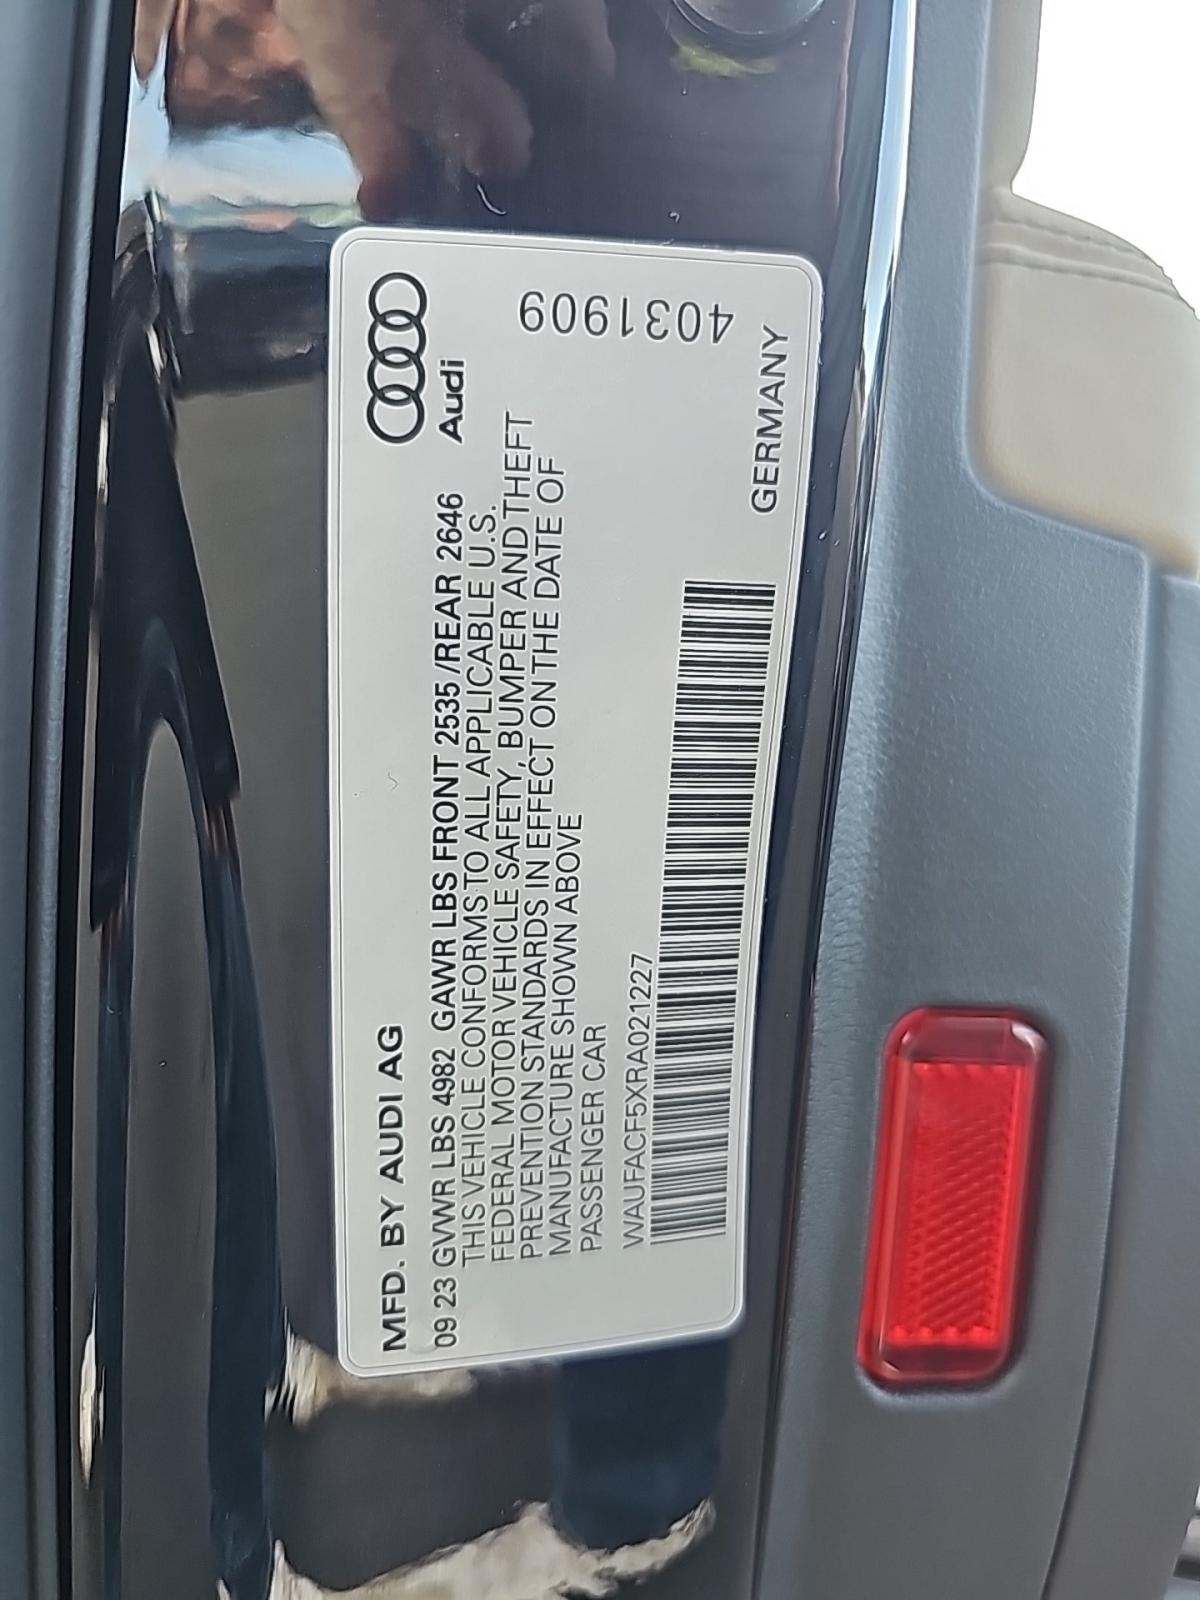 MFD. BY AUDI AG
09 23 GVWR LBS 4982 GAWR LBS FRONT 2535 /REAR 2646
THIS VEHICLE CONFORMS TO ALL APPLICABLE U.S.
FEDERAL MOTOR VEHICLE SAFETY, BUMPER AND THEFT
PREVENTION STANDARDS IN EFFECT ON THE DATE OF
MANUFACTURE SHOWN ABOVE
PASSENGER CAR
WAUFACF5XRA021227
Audi
4031909
GERMANY